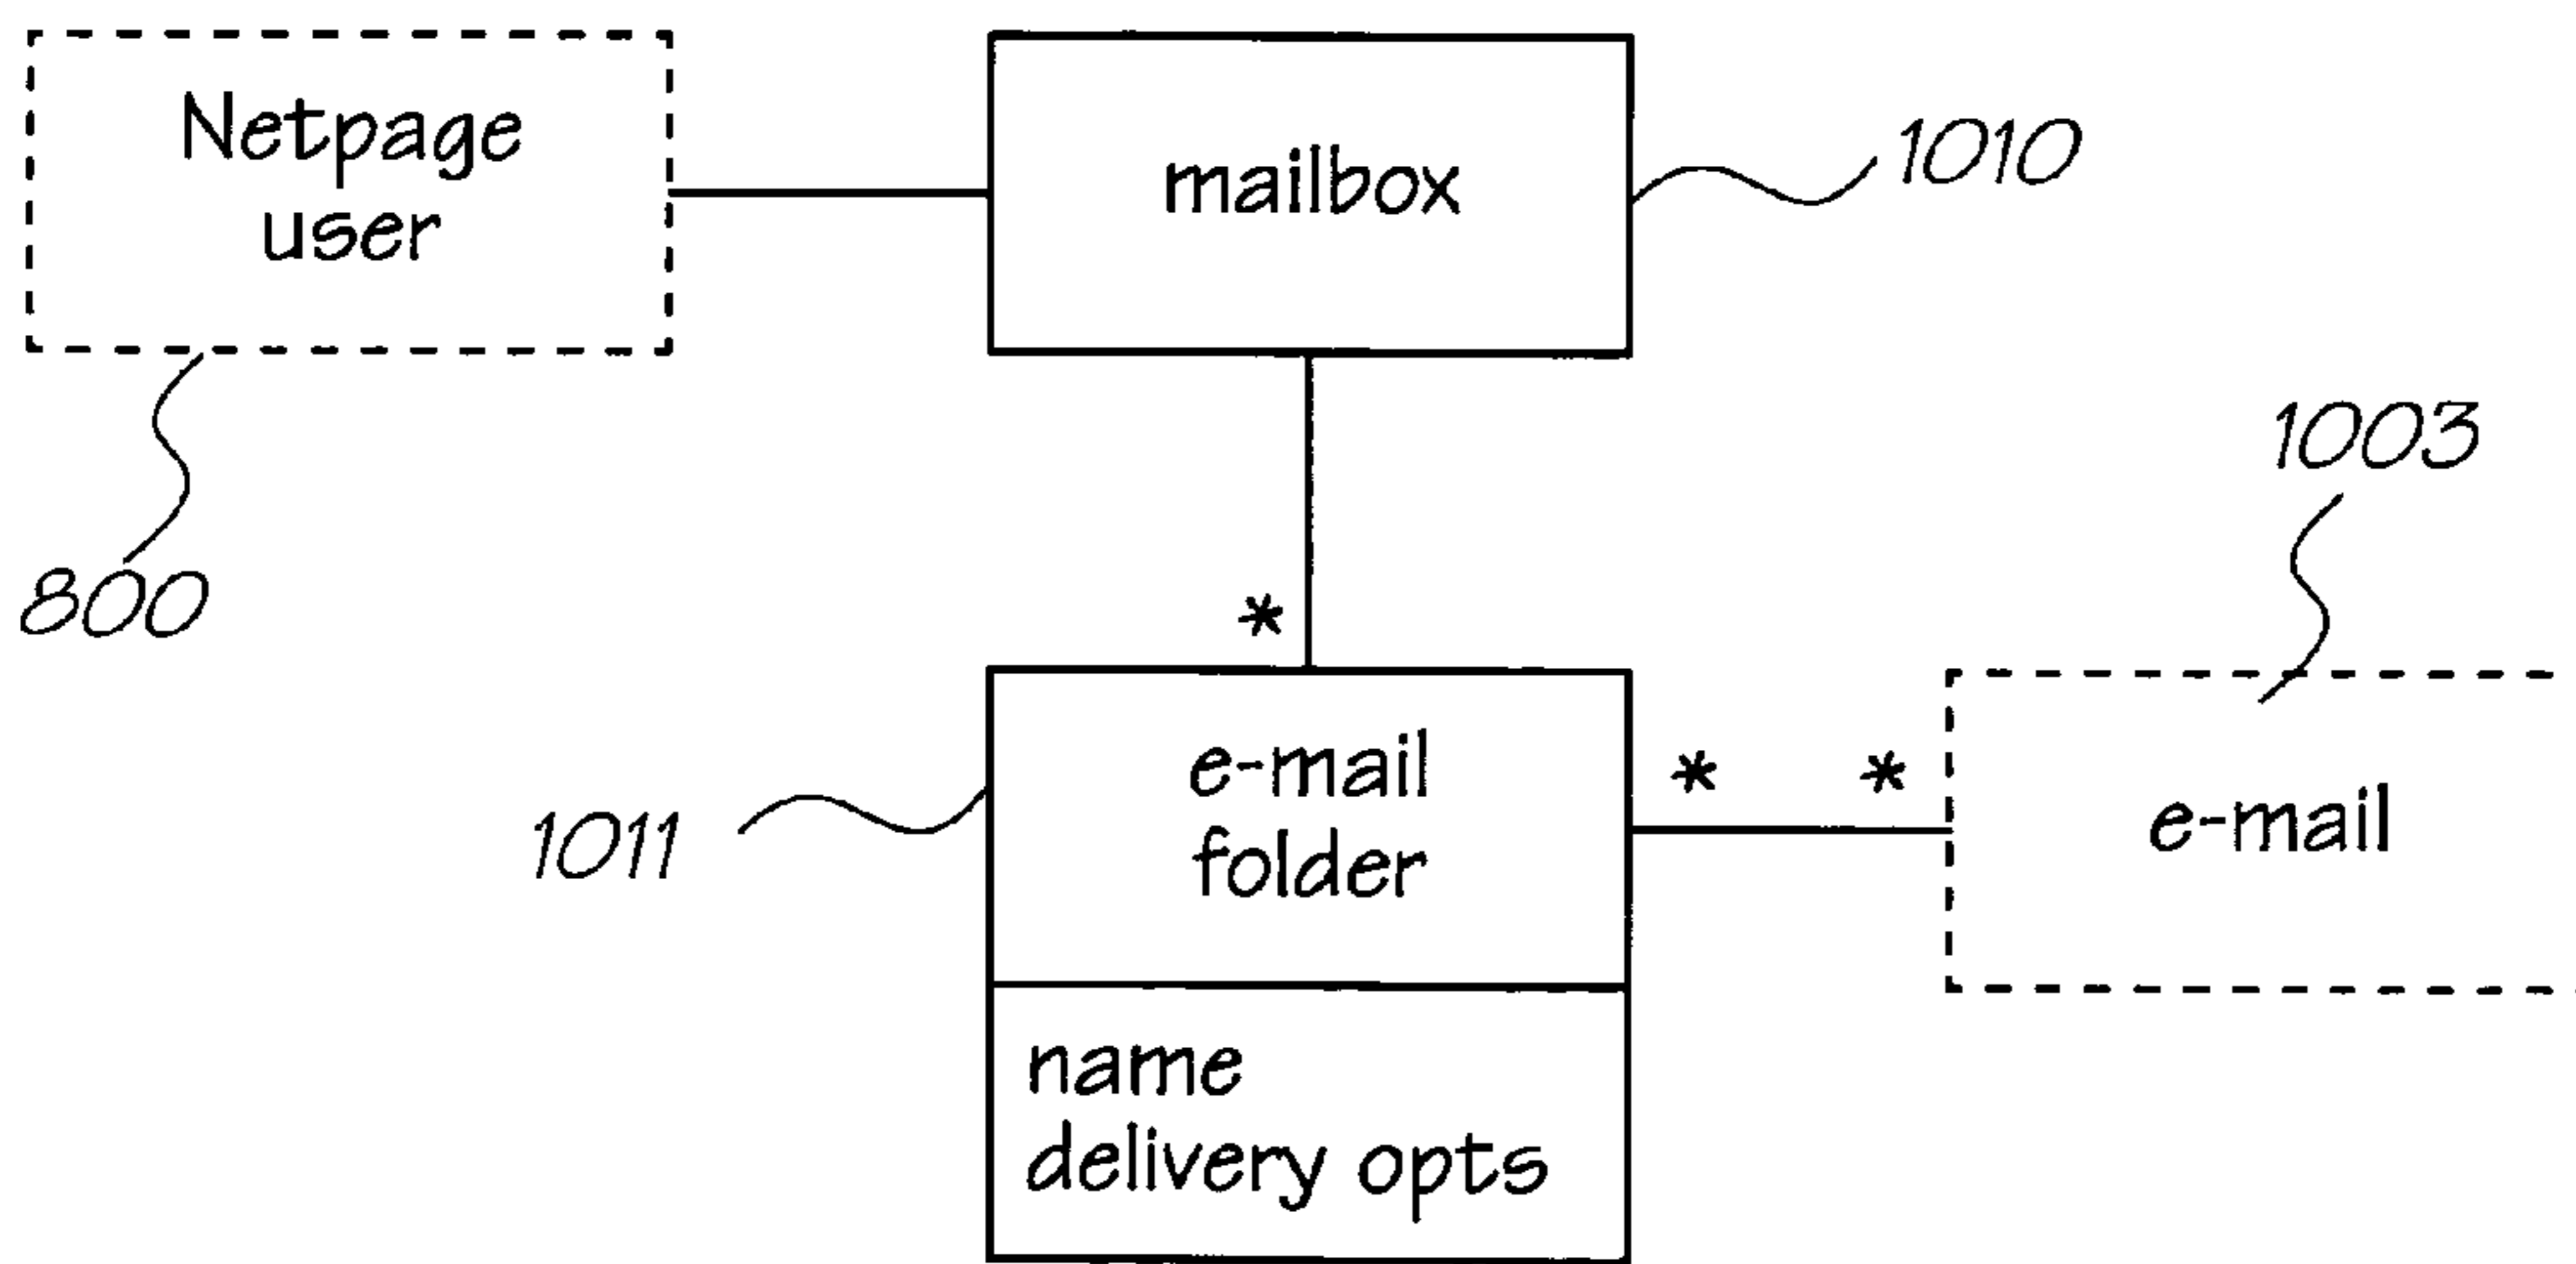 Netpage
user
mailbox
1010
800
1003
*
e-mail
folder
* *
e-mail
1011
name
delivery opts